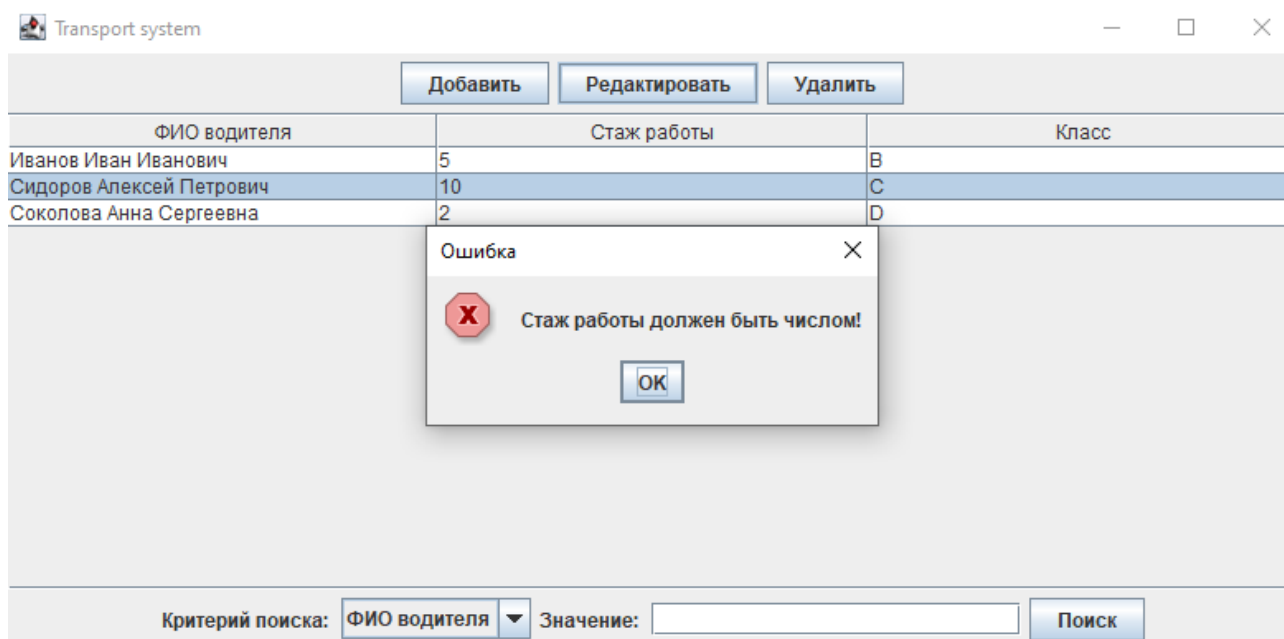 Transport system
Добавить Редактировать Удалить
ФИО водителя Стаж работы Класс
Иванов Иван Иванович 5 B
Сидоров Алексей Петрович 10 C
Соколова Анна Сергеевна 2 D
Ошибка
Стаж работы должен быть числом!
OK
Критерий поиска: ФИО водителя Значение: Поиск